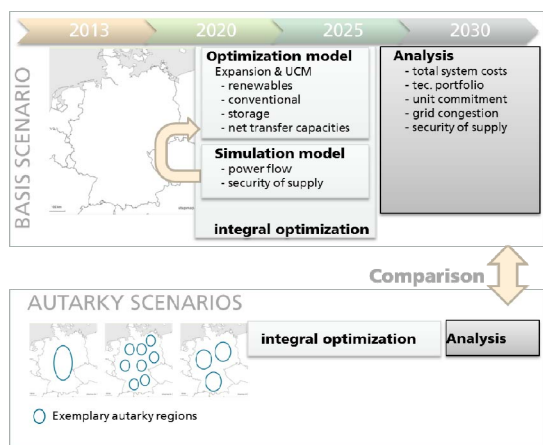 2013 2020 2025 2030
BASIS SCENARIO
Optimization model
Expansion & UCM
- renewables
- conventional
- storage
- net transfer capacities
Simulation model
- power flow
- security of supply
integral optimization
Analysis
- total system costs
- tec. portfolio
- unit commitment
- grid congestion
- security of supply
Comparison
AUTARKY SCENARIOS
integral optimization
Analysis
Exemplary autarky regions